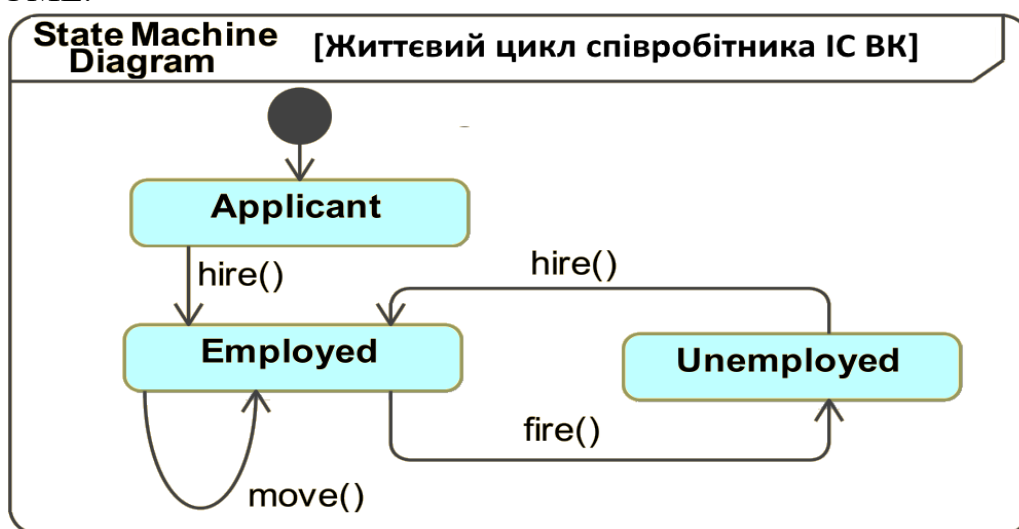 State Machine
Diagram
[Життєвий цикл співробітника ІС ВК]
Applicant
hire()
hire()
Employed
Unemployed
fire()
move()